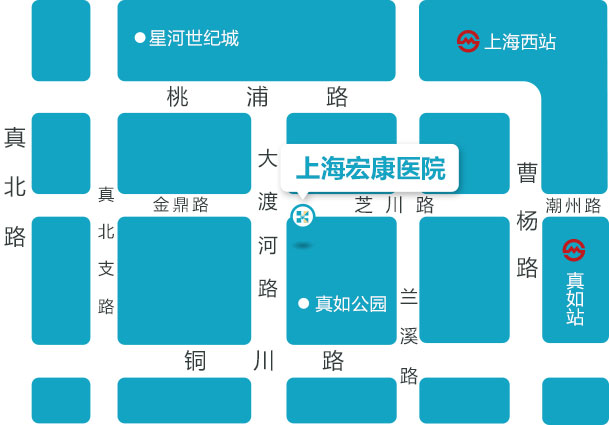 星河世纪城
上海西站
桃浦路
真北路
大渡河路
上海宏康医院
曹杨路
真北支路
金鼎路
芝川路
潮州路
真如站
真如公园
兰溪路
铜川路